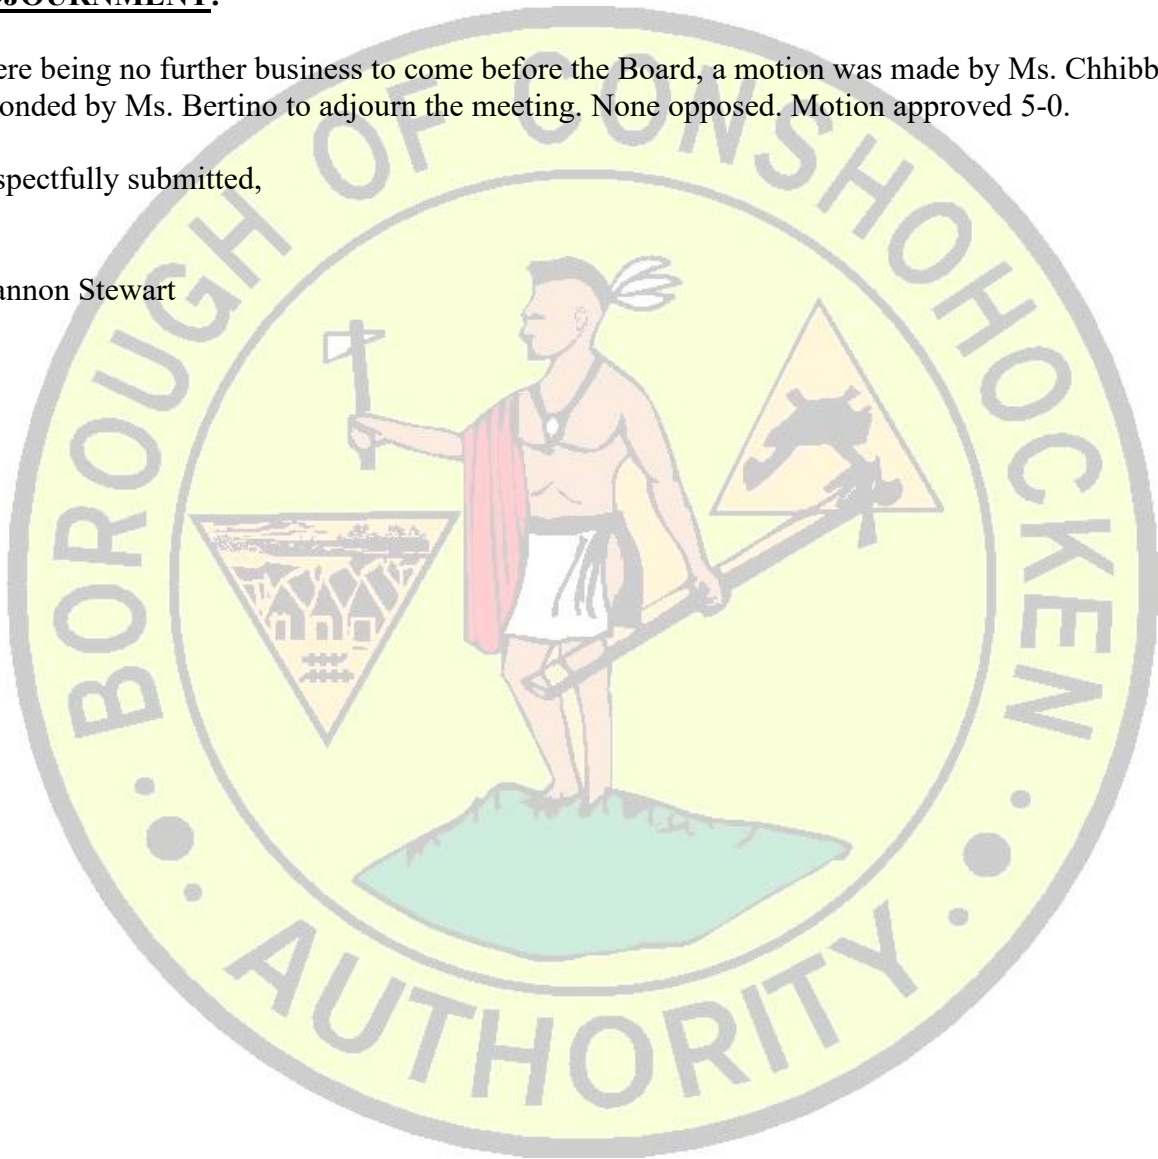 DJOURNMENT:
ere being no further business to come before the Board, a motion was made by Ms. Chhibb
onded by Ms. Bertino to adjourn the meeting. None opposed. Motion approved 5-0.
spectfully submitted,
annon Stewart
BOROUGH OF CONSHOHOCKEN
AUTHORITY